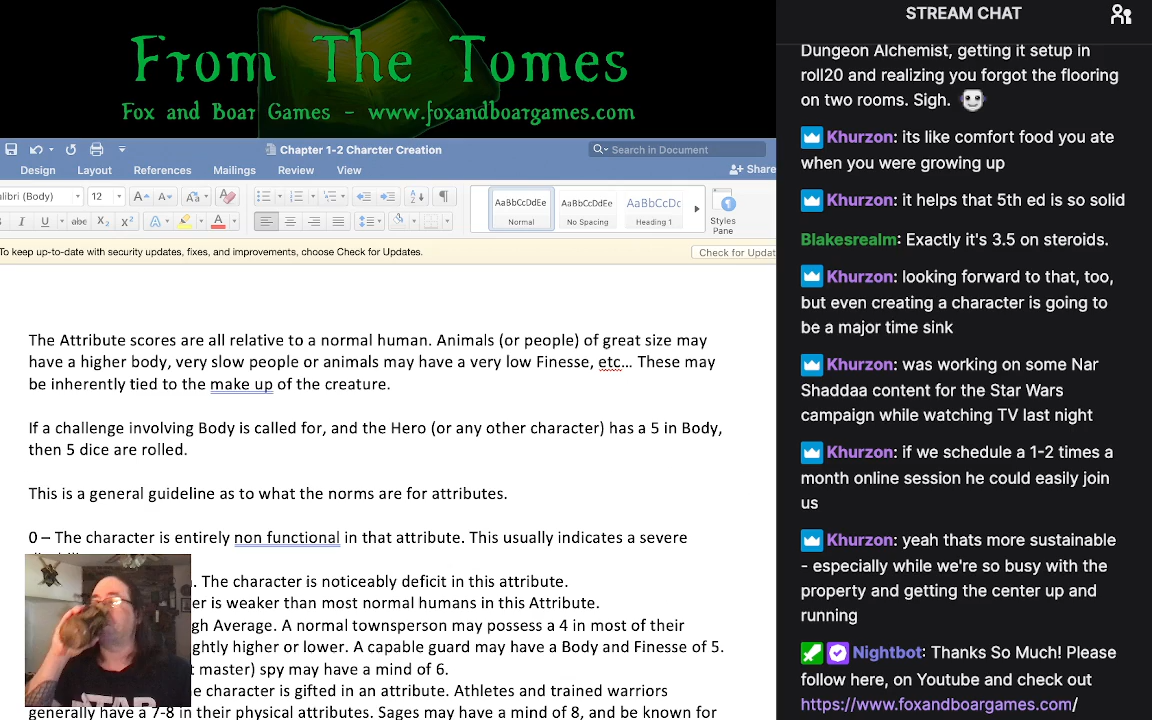 From The Tomes
Fox and Boar Games - www.foxandboargames.com
Chapter 1-2 Charcter Creation
Search in Document
Design Layout References Mailings Review View
Share
alibri (Body) 12
AaBbCcDdEe AaBbCcDdEe AaBbCcDc
Normal No Spacing Heading 1
Styles
Pane
To keep up-to-date with security updates, fixes, and improvements, choose Check for Updates.
Check for Updat
The Attribute scores are all relative to a normal human. Animals (or people) of great size may
have a higher body, very slow people or animals may have a very low Finesse, etc… These may
be inherently tied to the make up of the creature.
If a challenge involving Body is called for, and the Hero (or any other character) has a 5 in Body,
then 5 dice are rolled.
This is a general guideline as to what the norms are for attributes.
0 – The character is entirely non functional in that attribute. This usually indicates a severe
. The character is noticeably deficit in this attribute.
er is weaker than most normal humans in this Attribute.
gh Average. A normal townsperson may possess a 4 in most of their
ghtly higher or lower. A capable guard may have a Body and Finesse of 5.
t master) spy may have a mind of 6.
e character is gifted in an attribute. Athletes and trained warriors
generally have a 7-8 in their physical attributes. Sages may have a mind of 8, and be known for
STREAM CHAT
Dungeon Alchemist, getting it setup in
roll20 and realizing you forgot the flooring
on two rooms. Sigh.
Khurzon: its like comfort food you ate
when you were growing up
Khurzon: it helps that 5th ed is so solid
Blakesrealm: Exactly it's 3.5 on steroids.
Khurzon: looking forward to that, too,
but even creating a character is going to
be a major time sink
Khurzon: was working on some Nar
Shaddaa content for the Star Wars
campaign while watching TV last night
Khurzon: if we schedule a 1-2 times a
month online session he could easily join
us
Khurzon: yeah thats more sustainable
- especially while we're so busy with the
property and getting the center up and
running
Nightbot: Thanks So Much! Please
follow here, on Youtube and check out
https://www.foxandboargames.com/